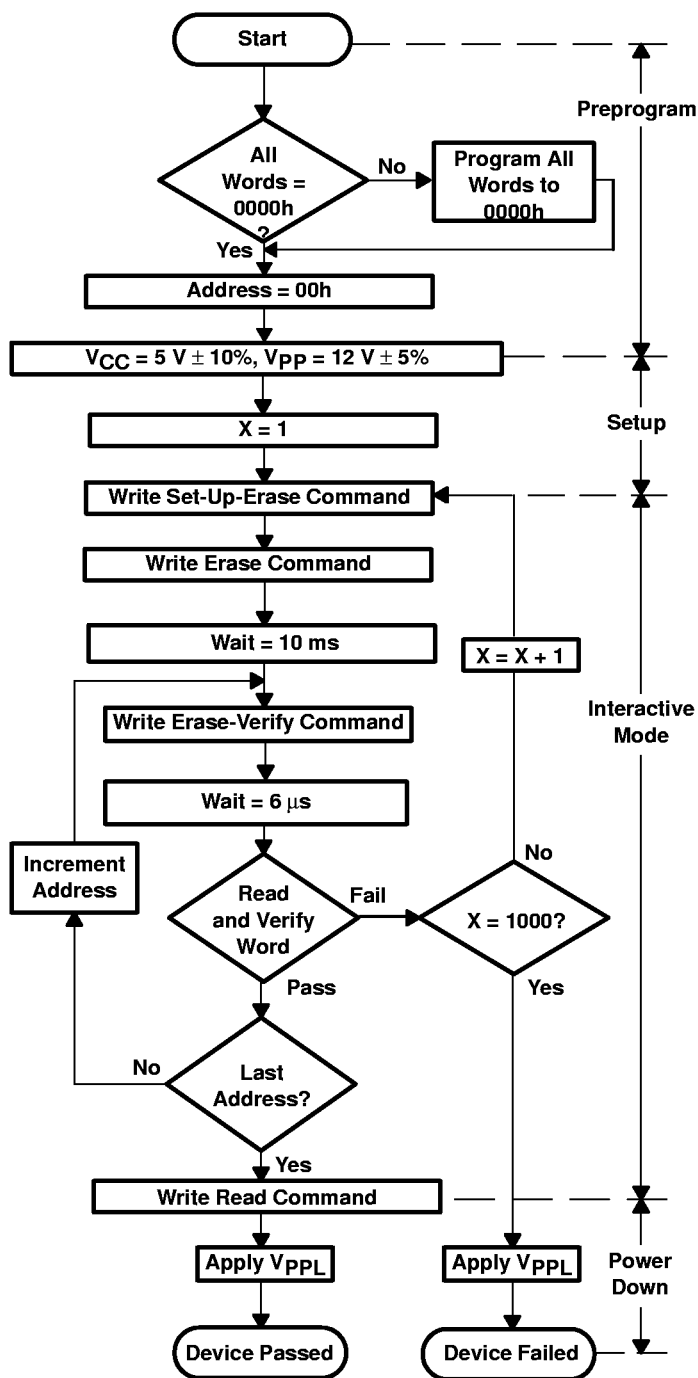 Start
Preprogram
All
Words =
0000h
?
No
Program All
Words to
0000h
Yes
Address = 00h
VCC = 5 V ± 10%, VPP = 12 V ± 5%
X = 1
Setup
Write Set-Up-Erase Command
Write Erase Command
Wait = 10 ms
X = X + 1
Interactive
Mode
Write Erase-Verify Command
Wait = 6 μs
Increment
Address
Read
and Verify
Word
Fail
No
X = 1000?
Pass
Yes
No
Last
Address?
Yes
Write Read Command
Apply VPPL
Apply VPPL
Power
Down
Device Passed
Device Failed